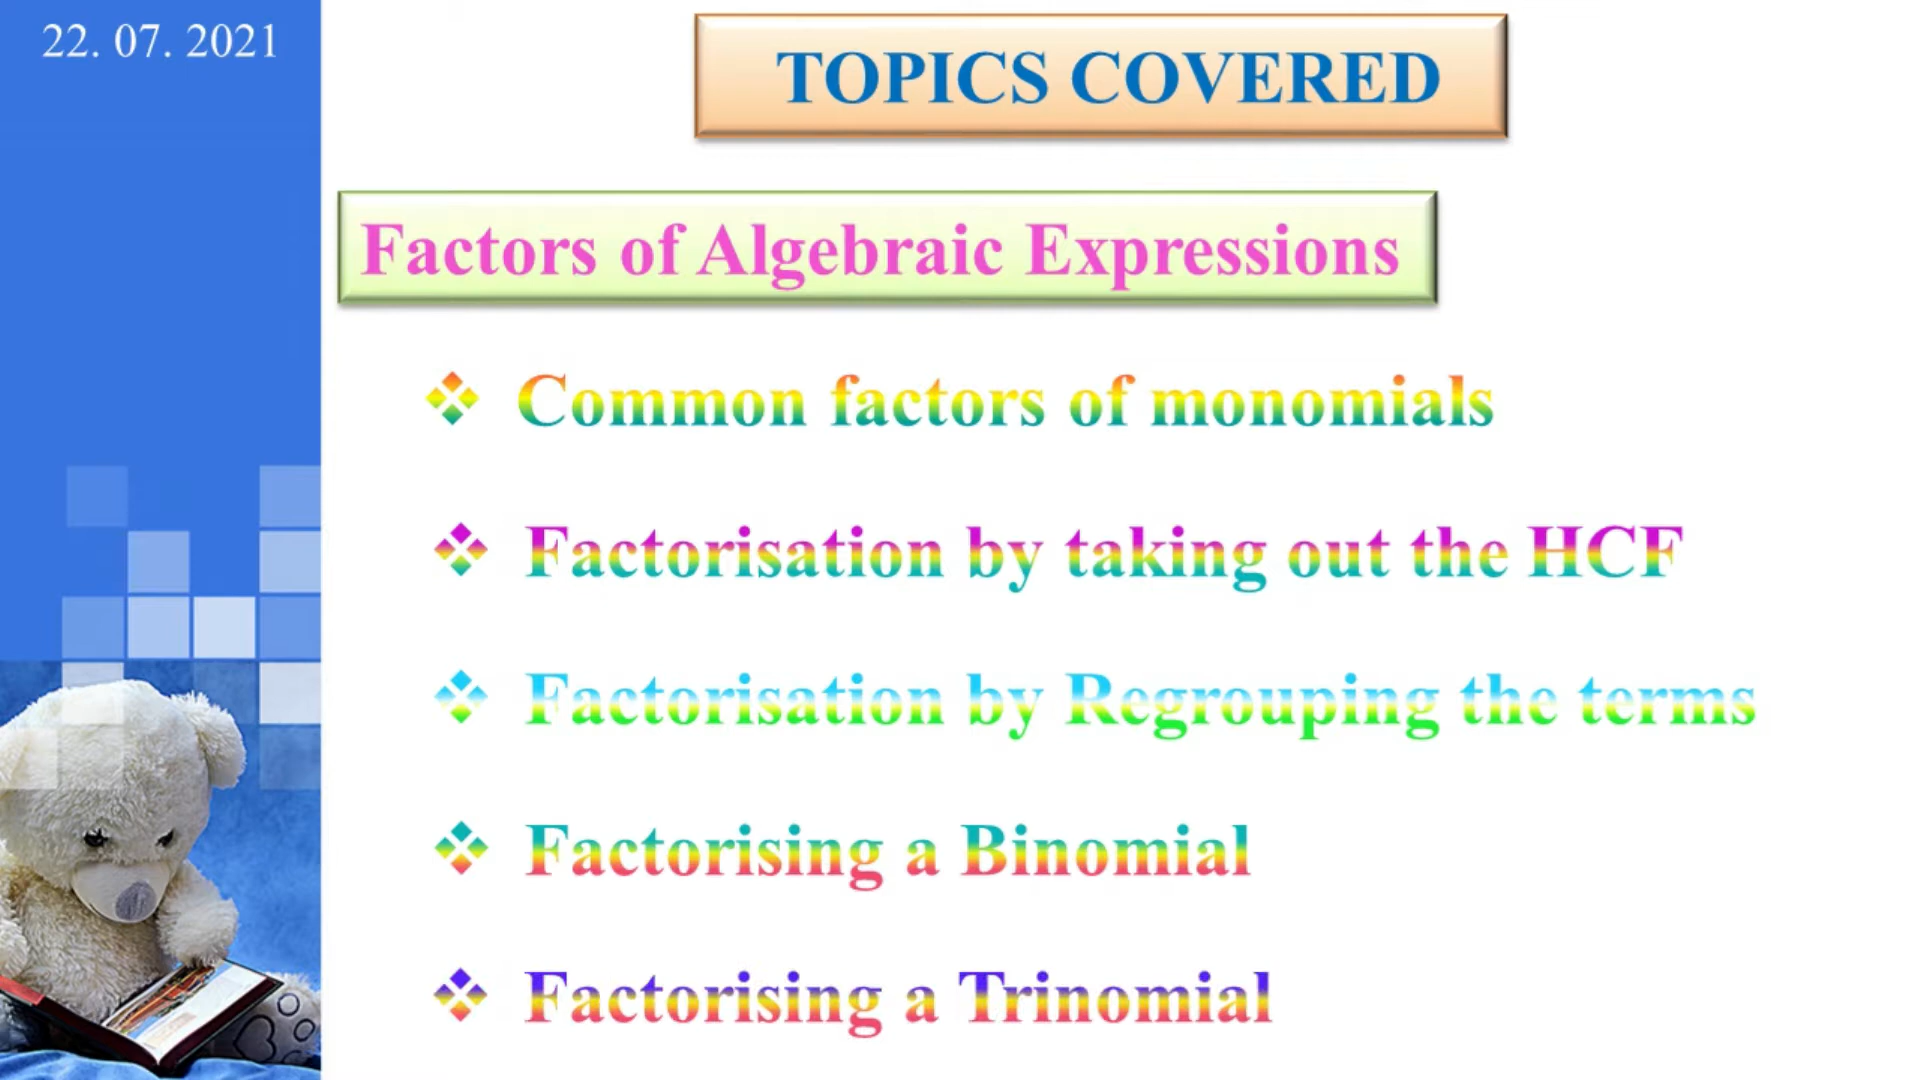 22. 07. 2021
TOPICS COVERED
Factors of Algebraic Expressions
❖ Common factors of monomials
❖ Factorisation by taking out the HCF
❖ Factorisation by Regrouping the terms
❖ Factorising a Binomial
❖ Factorising a Trinomial